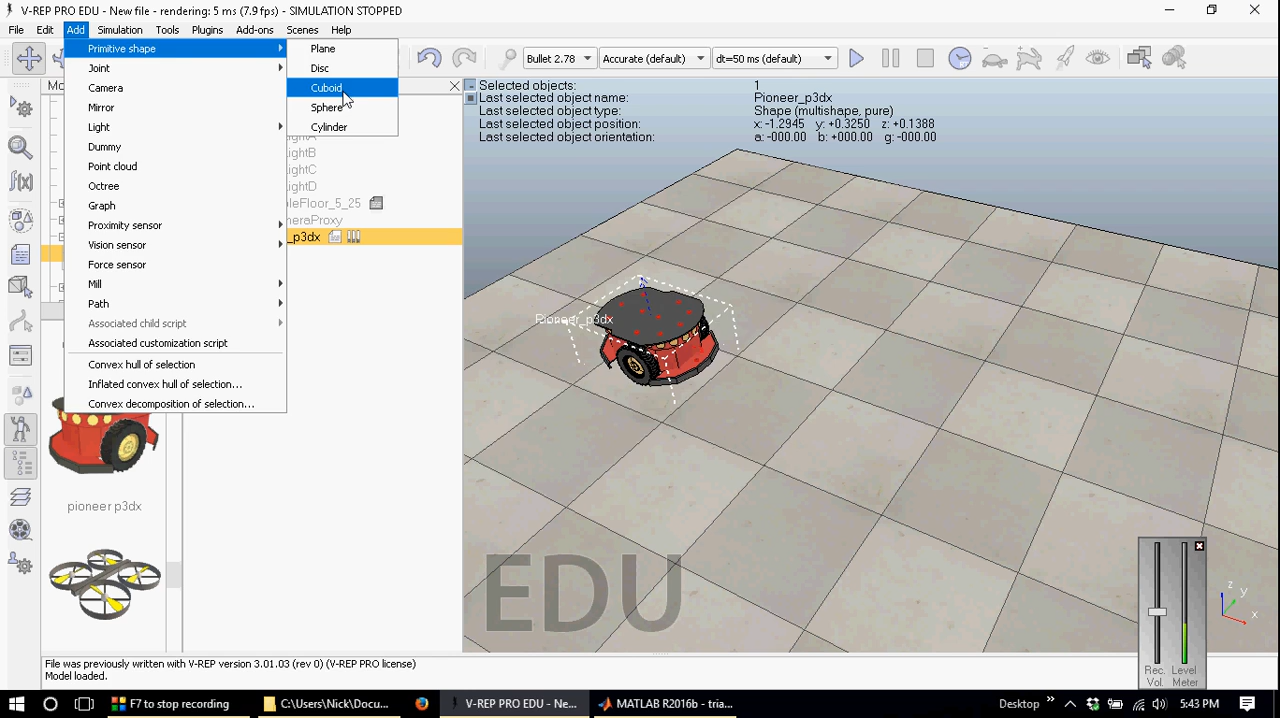 V-REP PRO EDU - New file - rendering: 5 ms (7.9 fps) - SIMULATION STOPPED
File Edit Add Simulation Tools Plugins Add-ons Scenes Help
Bullet 2.78 Accurate (default) dt=50 ms (default)
Primitive shape
Joint
Camera
Mirror
Light
Dummy
Point cloud
Octree
Graph
Proximity sensor
Vision sensor
Force sensor
Mill
Path
Associated child script
Associated customization script
Convex hull of selection
Inflated convex hull of selection...
Convex decomposition of selection...
Plane
Disc
Cuboid
Sphere
Cylinder
Selected objects: 1
Last selected object name: Pioneer_p3dx
Last selected object type: Shape (multishape, pure)
Last selected object position: x: -1.2945 y: +0.3250 z: +0.1388
Last selected object orientation: a: -000.00 b: +000.00 g: -000.00
f(x)
ightB
ightC
ightD
leFloor_5_25
neraProxy
_p3dx
Pioneer_p3dx
pioneer p3dx
EDU
z
y
x
Rec. Level
Vol. Meter
File was previously written with V-REP version 3.01.03 (rev 0) (V-REP PRO license)
Model loaded.
F7 to stop recording
C:\Users\Nick\Docu...
V-REP PRO EDU - Ne...
MATLAB R2016b - tria...
Desktop
5:43 PM